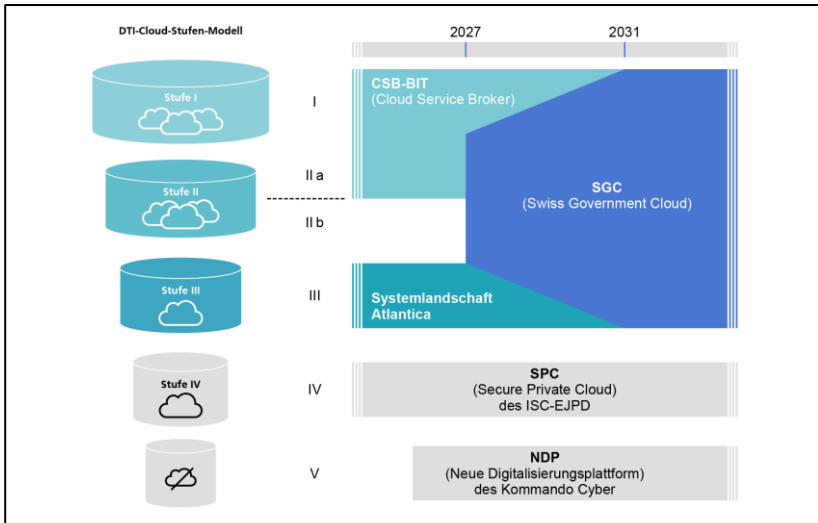 DTI-Cloud-Stufen-Modell
2027
2031
Stufe I
I
CSB-BIT
(Cloud Service Broker)
II a
Stufe II
II b
SGC
(Swiss Government Cloud)
Stufe III
III
Systemlandschaft
Atlantica
Stufe IV
IV
SPC
(Secure Private Cloud)
des ISC-EJPD
V
NDP
(Neue Digitalisierungsplattform)
des Kommando Cyber